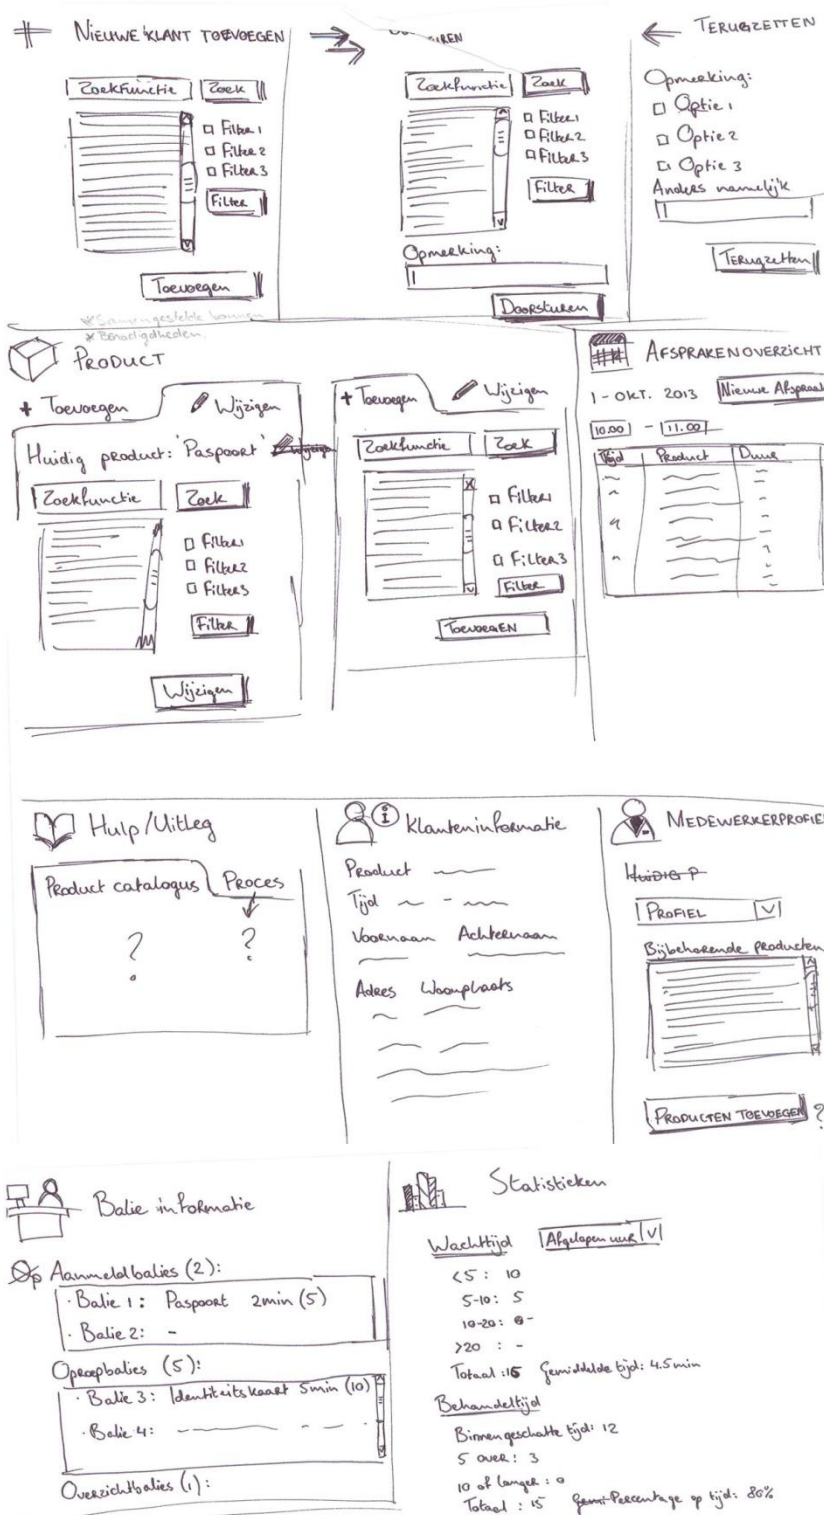 NIEUWE KLANT TOEVOEGEN
Zoekfunctie Zoek
Filter 1
Filter 2
Filter 3
Filter
Toevoegen
* Samengestelde
* Benodigdheden
Zoekfunctie Zoek
Filter 1
Filter 2
Filter 3
Filter
Opmerking:
Doorsturen
TERUGZETTEN
Opmerking:
Optie 1
Optie 2
Optie 3
Anders namelijk
TERUGZETTEN
PRODUCT
+ Toevoegen Wijzigen
Huidig product: 'Paspoort' Wijzigen
Zoekfunctie Zoek
Filter 1
Filter 2
Filter 3
Filter
Wijzigen
+ Toevoegen Wijzigen
Zoekfunctie Zoek
Filter 1
Filter 2
Filter 3
Filter
TOEVOEGEN
AFSPRAKENOVERZICHT
1 - OKT. 2013 Nieuwe Afspraak
10.00 - 11.00
Tijd Product Duur
Hulp/Uitleg
Product catalogus Proces
? ?
i
Klanteninformatie
Product
Tijd -
Voornaam Achternaam
Adres Woonplaats
MEDEWERKERPROFIEL
HUIDIG P
PROFIEL V
Bijbehorende producten
PRODUCTEN TOEVOEGEN ?
Balie informatie
Op Aanmeldbalies (2):
· Balie 1: Paspoort 2min (5)
· Balie 2: -
Oproepbalies (5):
· Balie 3: Identiteitskaart 5min (10)
· Balie 4:
Overzichtbalies (1):
Statistieken
Wachttijd Afgelopen uur V
<5 : 10
5-10: 5
10-20: -
>20 : -
Totaal: 15 gemiddelde tijd: 4.5min
Behandeltijd
Binnen geschatte tijd: 12
5 over: 3
10 of langer: 0
Totaal : 15 Percentage op tijd: 80%